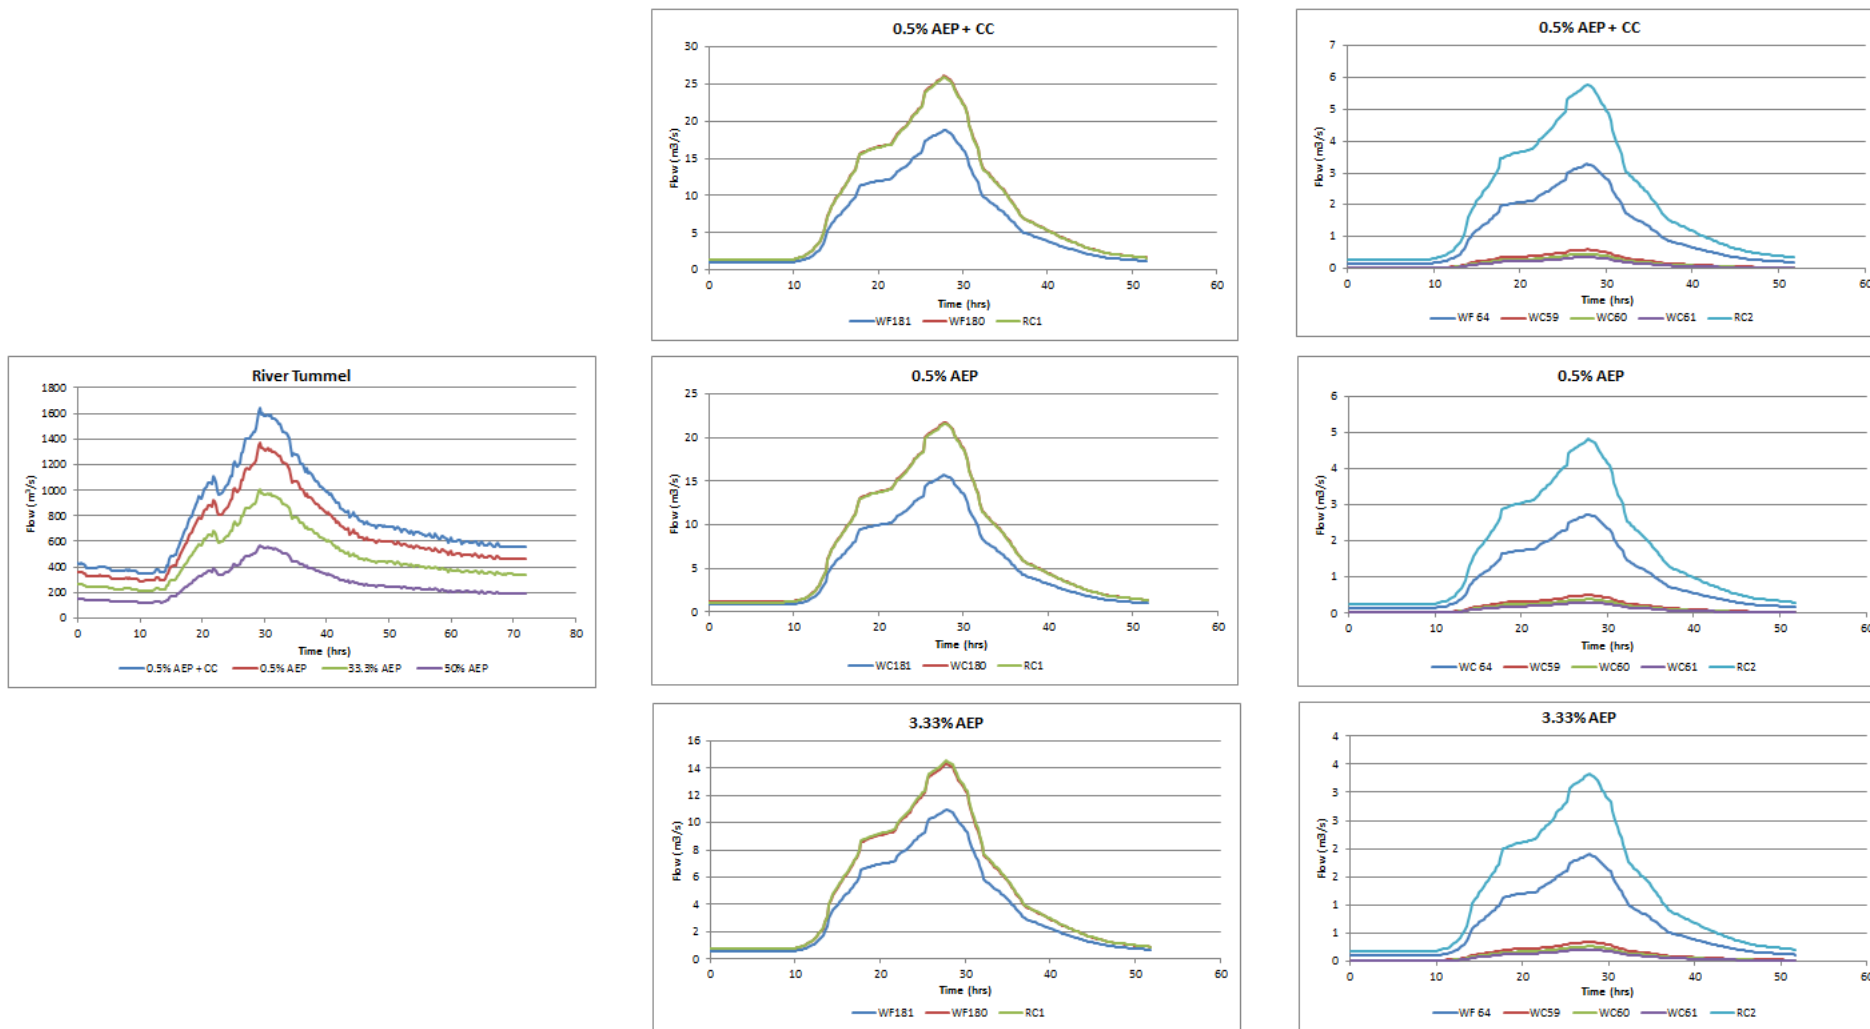 River Tummel
1800
1600
1400
1200
1000
800
600
400
200
0
Flow (m³/s)
0 10 20 30 40 50 60 70 80
Time (hrs)
0.5% AEP + CC 0.5% AEP 33.3% AEP 50% AEP
0.5% AEP + CC
30
25
20
15
10
5
0
Flow (m3/s)
0 10 20 30 40 50 60
Time (hrs)
WF181 WF180 RC1
0.5% AEP
25
20
15
10
5
0
Flow (m3/s)
0 10 20 30 40 50 60
Time (hrs)
WC181 WC180 RC1
3.33% AEP
16
14
12
10
8
6
4
2
0
Flow (m3/s)
0 10 20 30 40 50 60
Time (hrs)
WF181 WF180 RC1
0.5% AEP + CC
7
6
5
4
3
2
1
0
Flow (m3/s)
0 10 20 30 40 50 60
Time (hrs)
WF 64 WC59 WC60 WC61 RC2
0.5% AEP
6
5
4
3
2
1
0
Flow (m3/s)
0 10 20 30 40 50 60
Time (hrs)
WC 64 WC59 WC60 WC61 RC2
3.33% AEP
4
4
3
3
2
2
1
1
0
Flow (m3/s)
0 10 20 30 40 50 60
Time (hrs)
WF 64 WC59 WC60 WC61 RC2